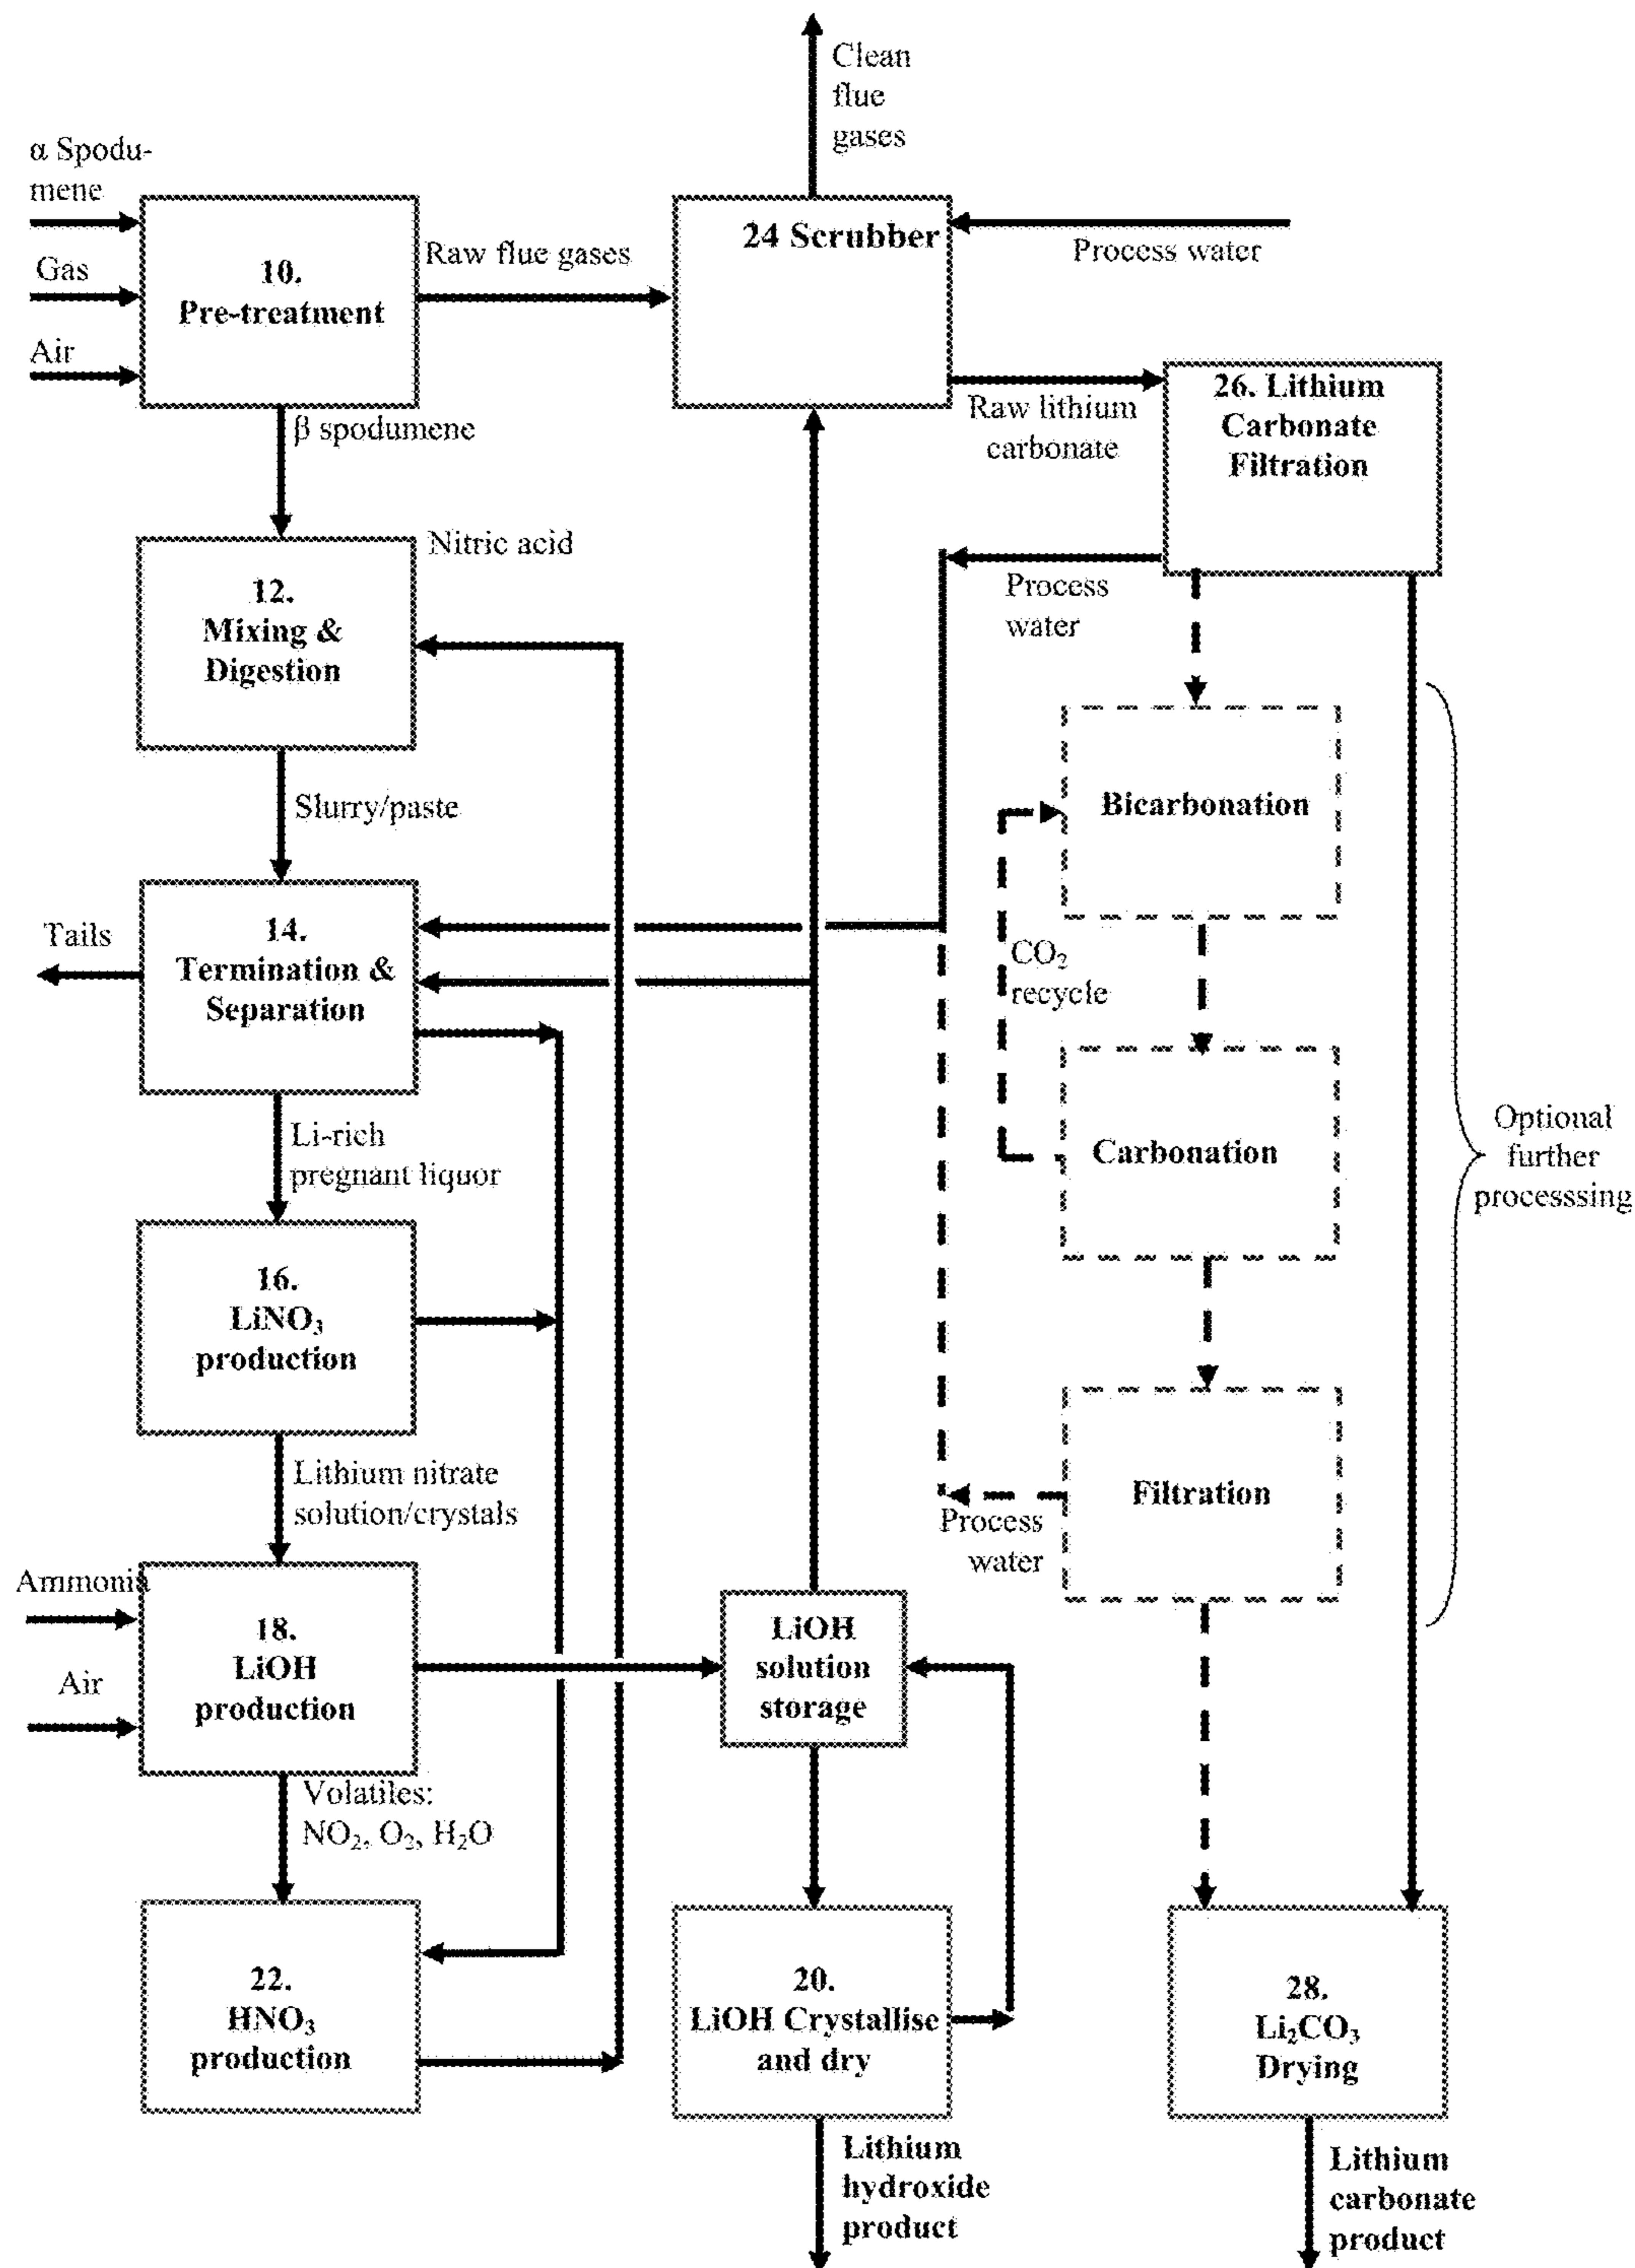 Clean
flue
gases
α Spodu-
mene
Gas
Air
10.
Pre-treatment
Raw flue gases
24 Scrubber
Process water
β spodumene
Raw lithium
carbonate
26. Lithium
Carbonate
Filtration
Nitric acid
12.
Mixing &
Digestion
Process
water
Slurry/paste
Bicarbonation
Tails
14.
Termination &
Separation
CO₂
recycle
Li-rich
pregnant liquor
Carbonation
Optional
further
processsing
16.
LiNO₃
production
Lithium nitrate
solution/crystals
Filtration
Process
water
Ammonia
Air
18.
LiOH
production
LiOH
solution
storage
Volatiles:
NO₂, O₂, H₂O
22.
HNO₃
production
20.
LiOH Crystallise
and dry
28.
Li₂CO₃
Drying
Lithium
hydroxide
product
Lithium
carbonate
product